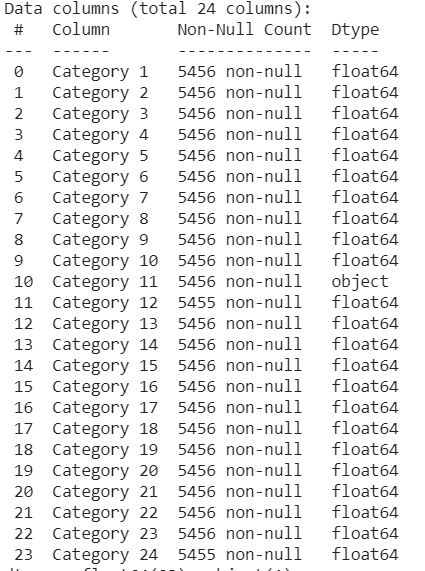 Data columns (total 24 columns):
 #   Column       Non-Null Count  Dtype
---  ------       --------------  -----
 0   Category 1   5456 non-null   float64
 1   Category 2   5456 non-null   float64
 2   Category 3   5456 non-null   float64
 3   Category 4   5456 non-null   float64
 4   Category 5   5456 non-null   float64
 5   Category 6   5456 non-null   float64
 6   Category 7   5456 non-null   float64
 7   Category 8   5456 non-null   float64
 8   Category 9   5456 non-null   float64
 9   Category 10  5456 non-null   float64
 10  Category 11  5456 non-null   object
 11  Category 12  5455 non-null   float64
 12  Category 13  5456 non-null   float64
 13  Category 14  5456 non-null   float64
 14  Category 15  5456 non-null   float64
 15  Category 16  5456 non-null   float64
 16  Category 17  5456 non-null   float64
 17  Category 18  5456 non-null   float64
 18  Category 19  5456 non-null   float64
 19  Category 20  5456 non-null   float64
 20  Category 21  5456 non-null   float64
 21  Category 22  5456 non-null   float64
 22  Category 23  5456 non-null   float64
 23  Category 24  5455 non-null   float64